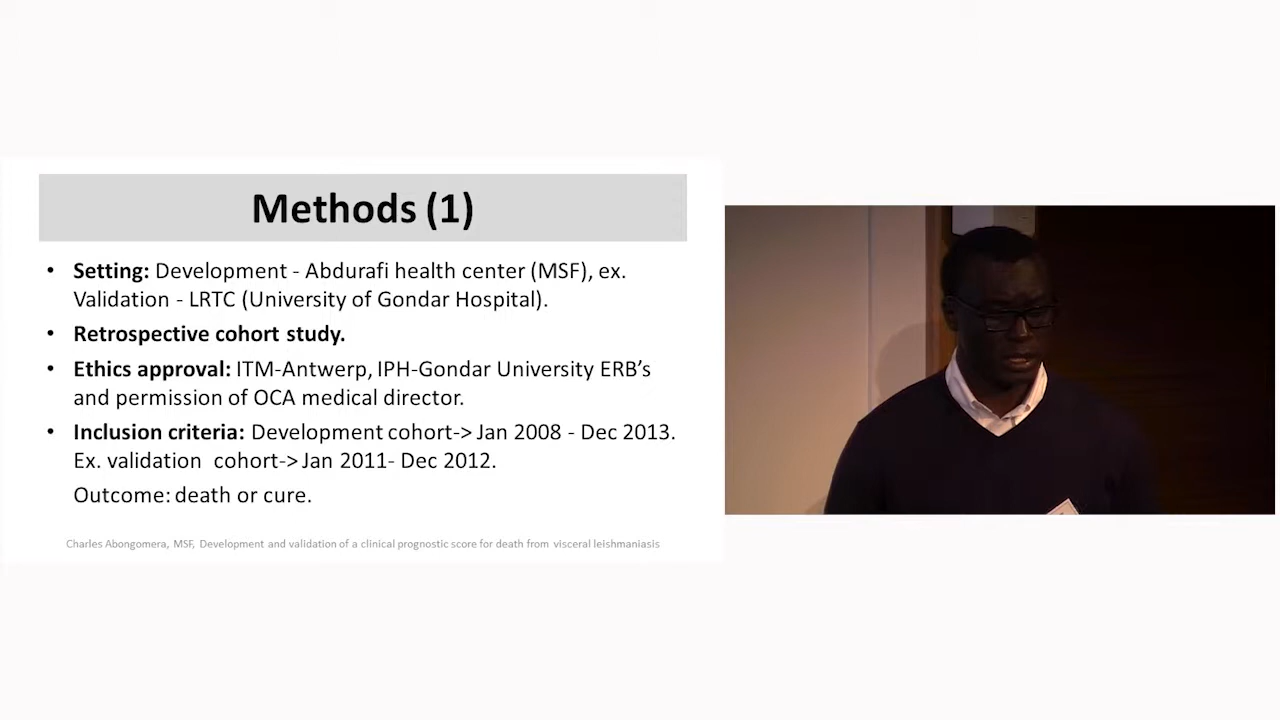 Methods (1)
• Setting: Development - Abdurafi health center (MSF), ex.
Validation - LRTC (University of Gondar Hospital).
• Retrospective cohort study.
• Ethics approval: ITM-Antwerp, IPH-Gondar University ERB’s
and permission of OCA medical director.
• Inclusion criteria: Development cohort-> Jan 2008 - Dec 2013.
Ex. validation cohort-> Jan 2011- Dec 2012.
Outcome: death or cure.
Charles Abongomera, MSF, Development and validation of a clinical prognostic score for death from visceral leishmaniasis